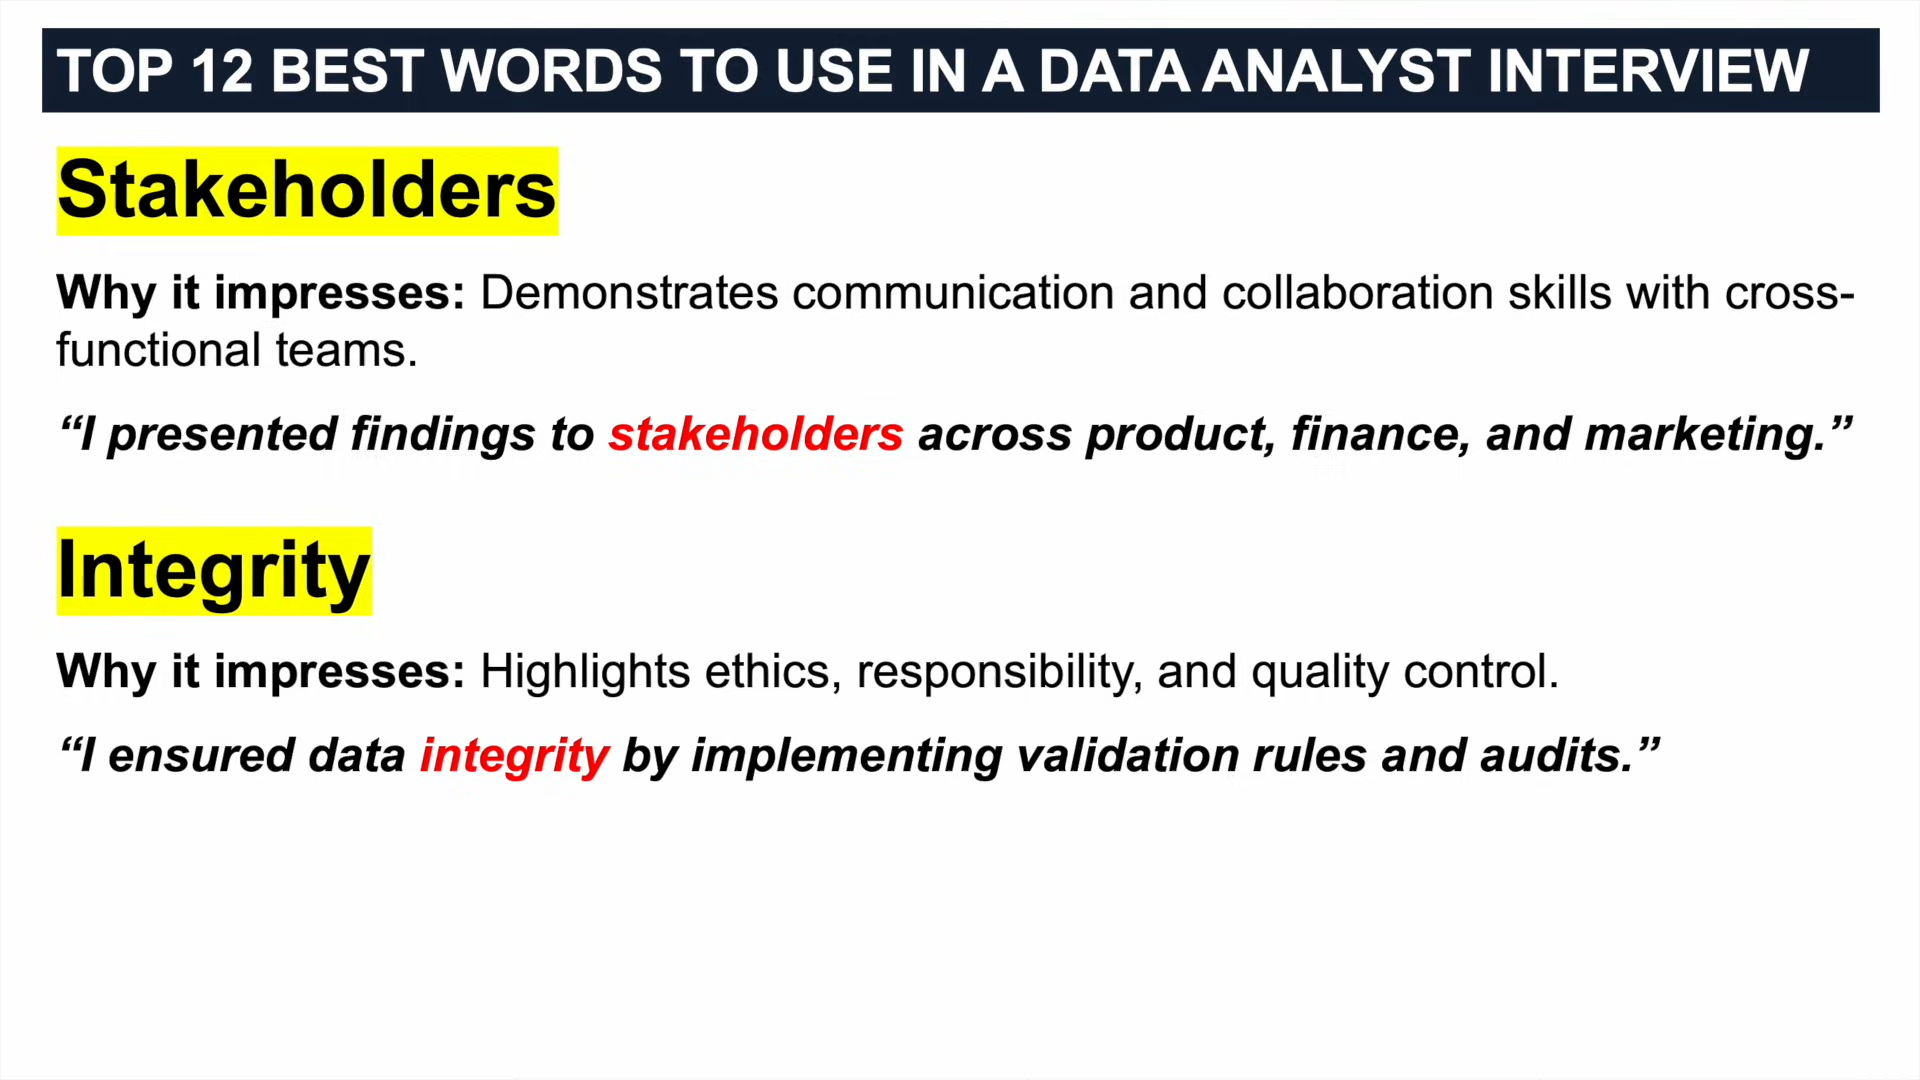 TOP 12 BEST WORDS TO USE IN A DATA ANALYST INTERVIEW
Stakeholders
Why it impresses: Demonstrates communication and collaboration skills with cross-
functional teams.
“I presented findings to stakeholders across product, finance, and marketing.”
Integrity
Why it impresses: Highlights ethics, responsibility, and quality control.
“I ensured data integrity by implementing validation rules and audits.”